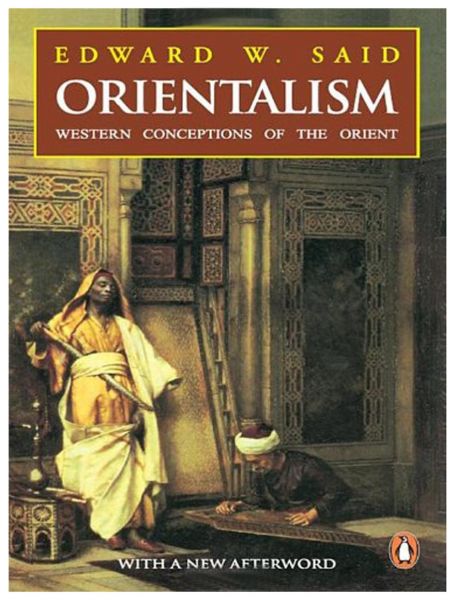 EDWARD W. SAID
ORIENTALISM
WESTERN CONCEPTIONS OF THE ORIENT
WITH A NEW AFTERWORD